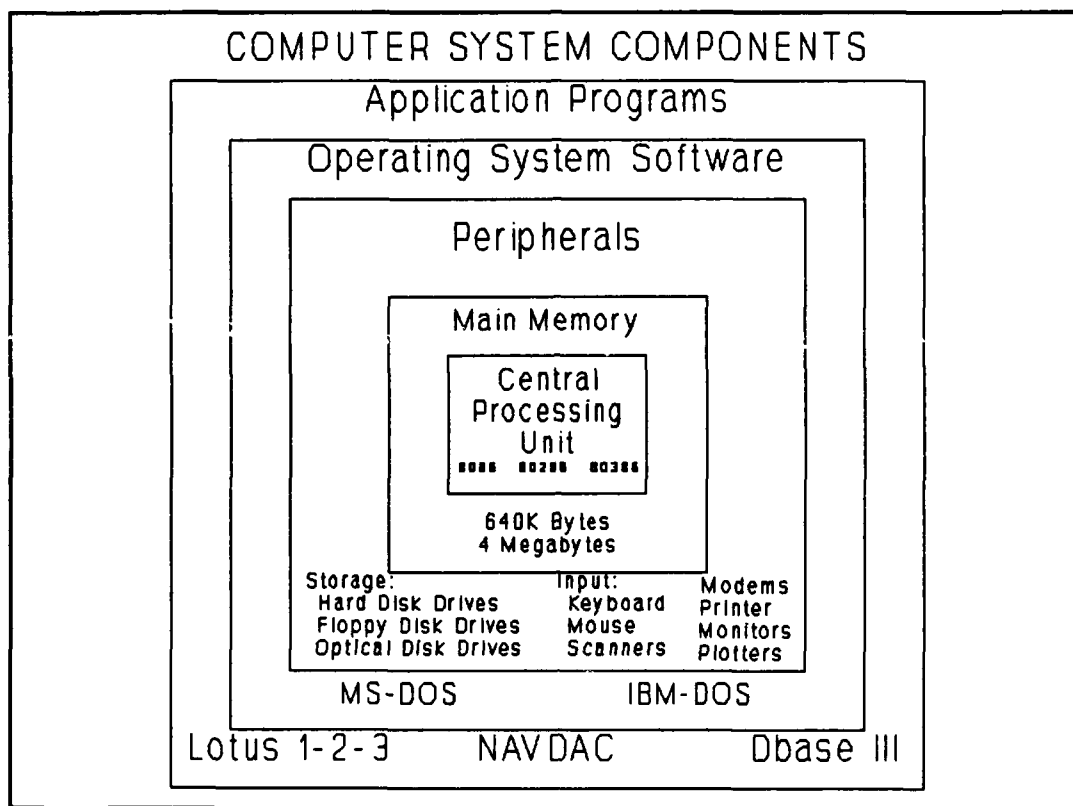 COMPUTER SYSTEM COMPONENTS
Application Programs
Operating System Software
Peripherals
Main Memory
Central
Processing
Unit
8086 80286 80386
640K Bytes
4 Megabytes
Storage:
Hard Disk Drives
Floppy Disk Drives
Optical Disk Drives
Input:
Keyboard
Mouse
Scanners
Modems
Printer
Monitors
Plotters
MS-DOS IBM-DOS
Lotus 1-2-3 NAVDAC Dbase III